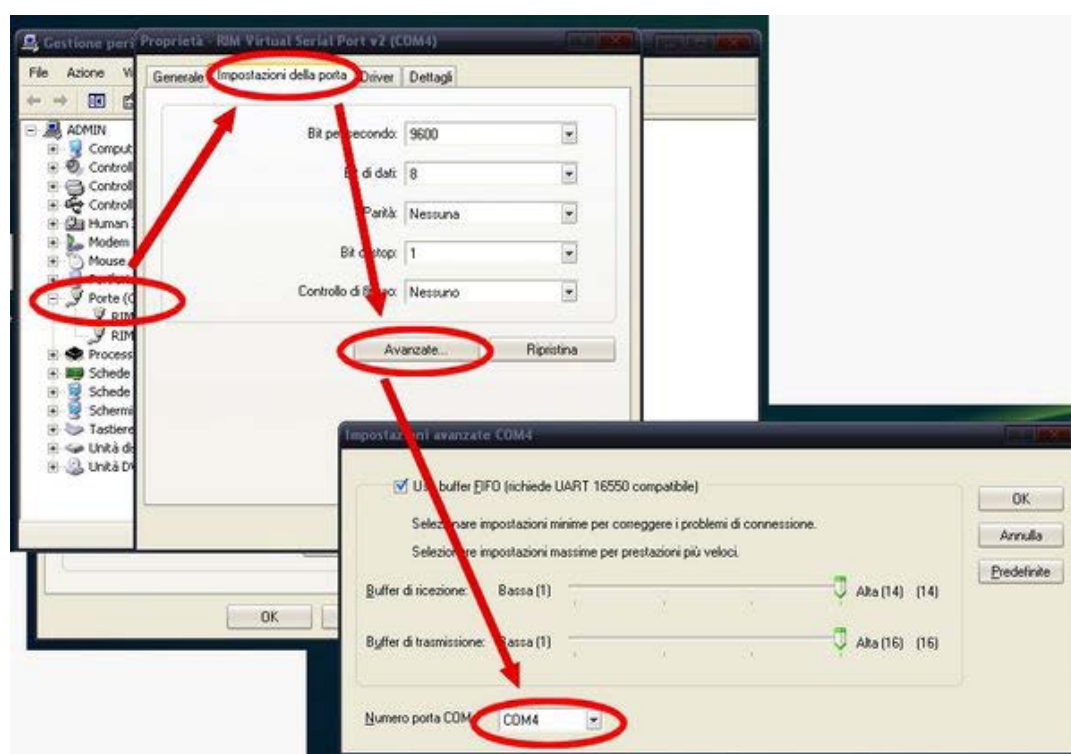 Gestione peri
Proprietà - RIM Virtual Serial Port v2 (COM4)
File Azione
Generale Impostazioni della porta Driver Dettagli
ADMIN
Comput
Controll
Controll
Controll
Human
Modem
Mouse
Porte (C
RIM
RIM
Process
Schede
Schede
Schermi
Tastiere
Unità di
Unità DV
Bit per secondo: 9600
Bit di dati: 8
Parità: Nessuna
Bit di stop: 1
Controllo di flusso: Nessuno
Avanzate... Ripristina
OK
Impostazioni avanzate COM4
Usa buffer FIFO (richiede UART 16550 compatibile)
Selezionare impostazioni minime per correggere i problemi di connessione.
Selezionare impostazioni massime per prestazioni più veloci.
Buffer di ricezione: Bassa (1) Alta (14) (14)
Buffer di trasmissione: Bassa (1) Alta (16) (16)
Numero porta COM: COM4
OK
Annulla
Predefinite